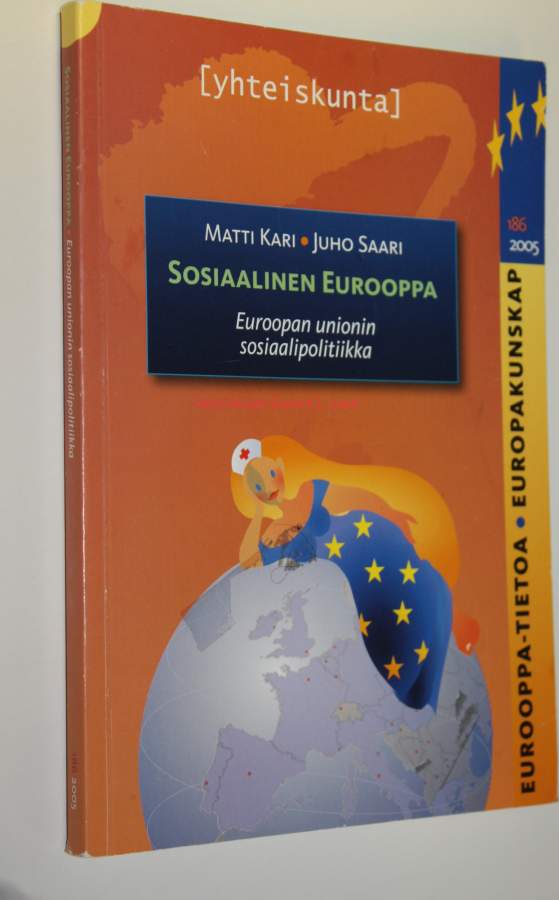 [yhteiskunta]
MATTI KARI • JUHO SAARI
SOSIAALINEN EUROOPPA
Euroopan unionin
sosiaalipolitiikka
186
2005
EUROOPPA-TIETOA • EUROPAKUNSKAP
SOSIAALINEN EUROOPPA • Euroopan unionin sosiaalipolitiikka
186 2005